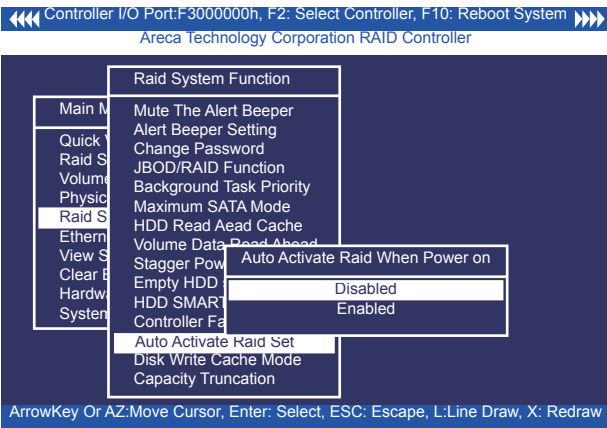 Controller I/O Port:F3000000h, F2: Select Controller, F10: Reboot System
Areca Technology Corporation RAID Controller
Raid System Function
Main M
Mute The Alert Beeper
Alert Beeper Setting
Quick
Change Password
Raid S
JBOD/RAID Function
Volume
Background Task Priority
Physic
Maximum SATA Mode
Raid S
HDD Read Aead Cache
Ethern
Volume Data Read Ahead
View S
Stagger Pow
Auto Activate Raid When Power on
Clear E
Empty HDD
Disabled
Hardwa
HDD SMART
Enabled
System
Controller Fa
Auto Activate Raid Set
Disk Write Cache Mode
Capacity Truncation
ArrowKey Or AZ:Move Cursor, Enter: Select, ESC: Escape, L:Line Draw, X: Redraw